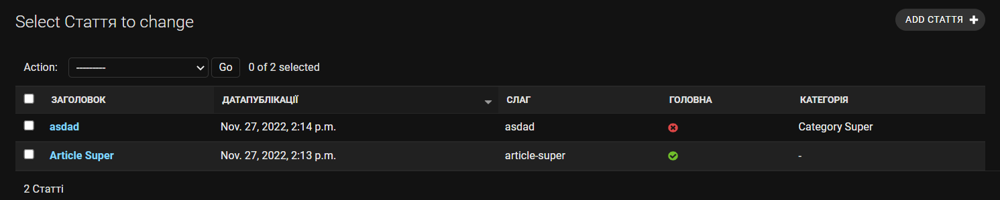 Select Стаття to change
ADD СТАТТЯ
Action: --------- Go 0 of 2 selected
ЗАГОЛОВОК ДАТАПУБЛІКАЦІЇ СЛАГ ГОЛОВНА КАТЕГОРІЯ
asdad Nov. 27, 2022, 2:14 p.m. asdad Category Super
Article Super Nov. 27, 2022, 2:13 p.m. article-super -
2 Статті